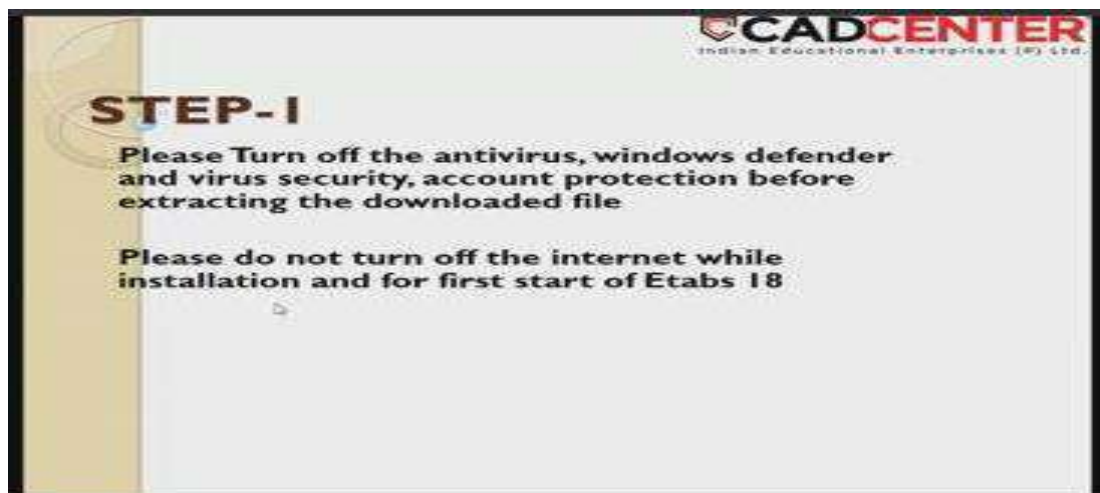 CADCENTER
Indian Educational Enterprises (P) Ltd.
STEP-1
Please Turn off the antivirus, windows defender
and virus security, account protection before
extracting the downloaded file
Please do not turn off the internet while
installation and for first start of Etabs 18